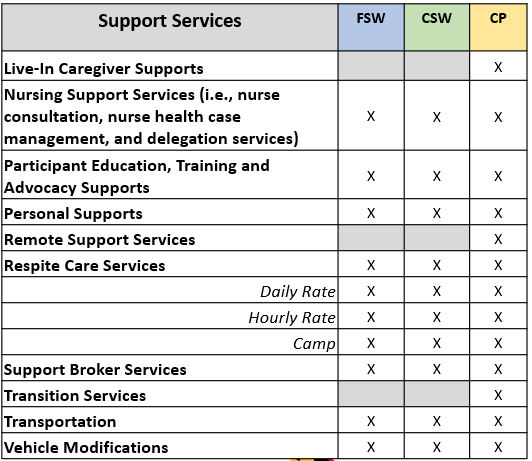 Support Services FSW CSW CP
Live-In Caregiver Supports X
Nursing Support Services (i.e., nurse
consultation, nurse health case
management, and delegation services) X X X
Participant Education, Training and
Advocacy Supports X X X
Personal Supports X X X
Remote Support Services X
Respite Care Services X X X
Daily Rate X X X
Hourly Rate X X X
Camp X X X
Support Broker Services X X X
Transition Services X
Transportation X X X
Vehicle Modifications X X X